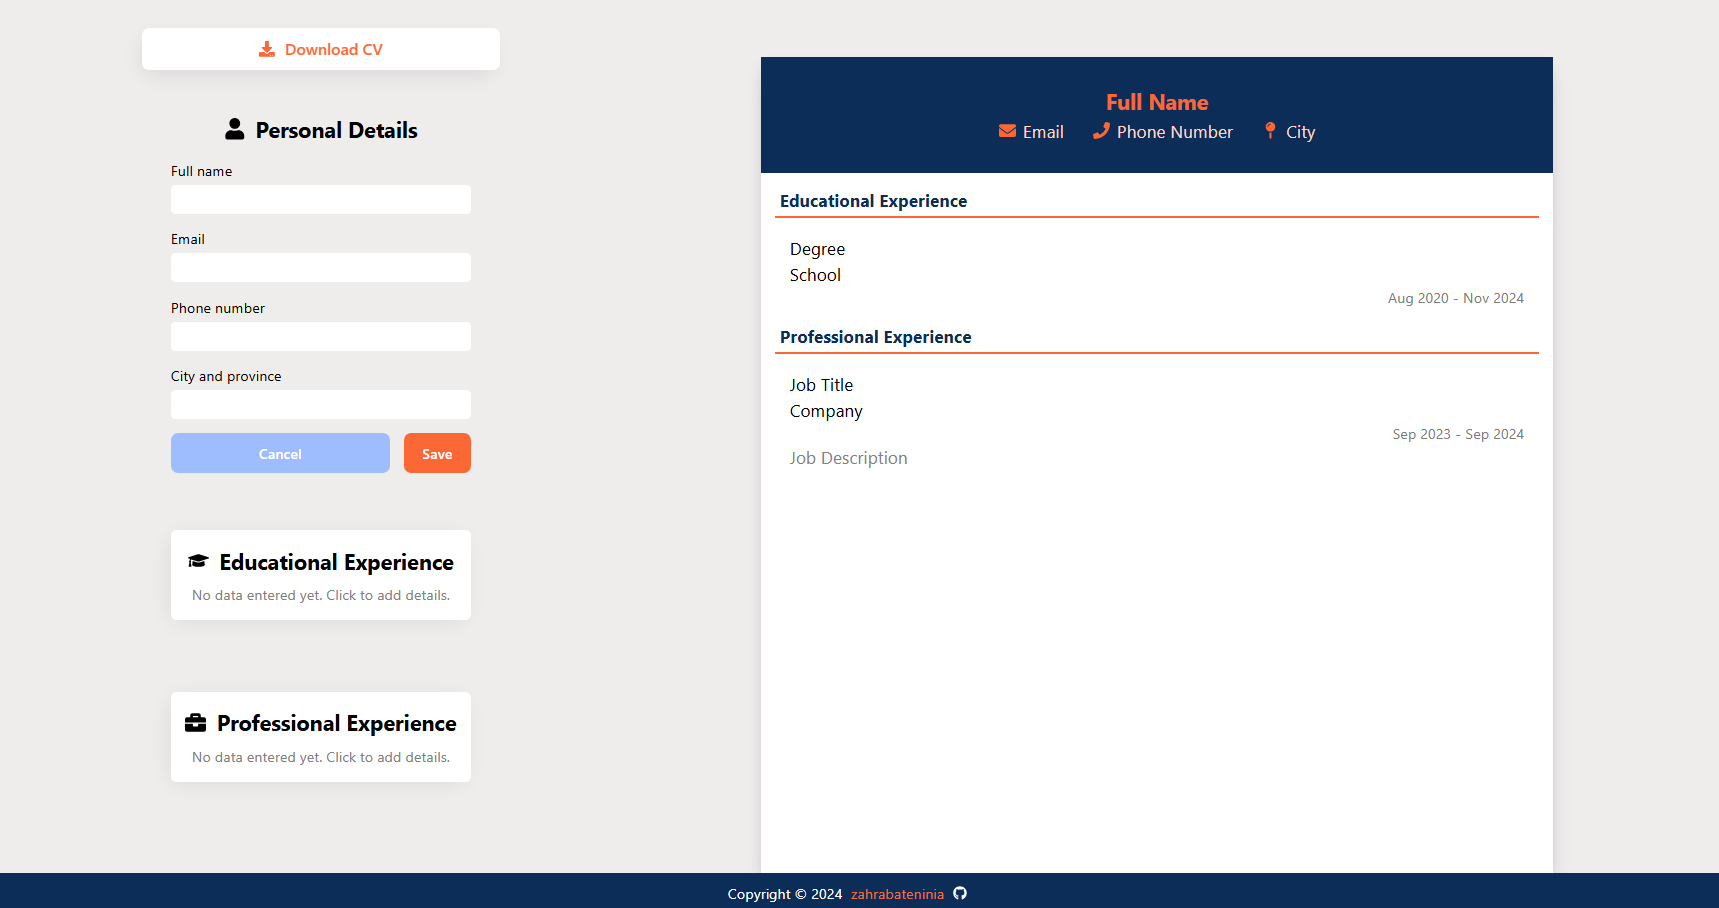 Download CV
Personal Details
Full name
Email
Phone number
City and province
Cancel
Save
Educational Experience
No data entered yet. Click to add details.
Professional Experience
No data entered yet. Click to add details.
Full Name
Email Phone Number City
Educational Experience
Degree
School
Aug 2020 - Nov 2024
Professional Experience
Job Title
Company
Sep 2023 - Sep 2024
Job Description
Copyright © 2024 zahrabateninia